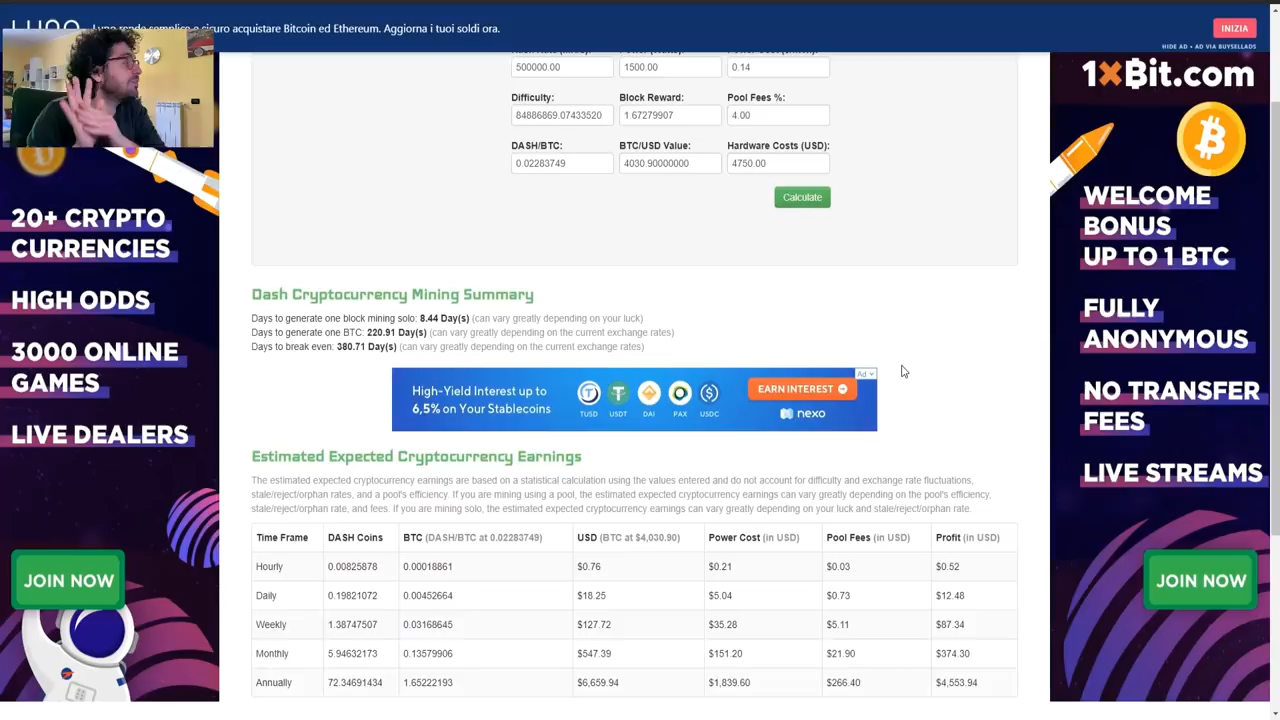 Luno rende semplice e sicuro acquistare Bitcoin ed Ethereum. Aggiorna i tuoi soldi ora.
INIZIA
HIDE AD • AD VIA BUYSELLADS
500000.00
1500.00
0.14
Difficulty:
Block Reward:
Pool Fees %:
84886869.07433520
1.67279907
4.00
DASH/BTC:
BTC/USD Value:
Hardware Costs (USD):
0.02283749
4030.90000000
4750.00
Calculate
Dash Cryptocurrency Mining Summary
Days to generate one block mining solo: 8.44 Day(s) (can vary greatly depending on your luck)
Days to generate one BTC: 220.91 Day(s) (can vary greatly depending on the current exchange rates)
Days to break even: 380.71 Day(s) (can vary greatly depending on the current exchange rates)
High-Yield Interest up to
6,5% on Your Stablecoins
TUSD USDT DAI PAX USDC
EARN INTEREST
nexo
Ad
Estimated Expected Cryptocurrency Earnings
The estimated expected cryptocurrency earnings are based on a statistical calculation using the values entered and do not account for difficulty and exchange rate fluctuations,
stale/reject/orphan rates, and a pool's efficiency. If you are mining using a pool, the estimated expected cryptocurrency earnings can vary greatly depending on the pool's efficiency,
stale/reject/orphan rate, and fees. If you are mining solo, the estimated expected cryptocurrency earnings can vary greatly depending on your luck and stale/reject/orphan rate.
Time Frame DASH Coins BTC (DASH/BTC at 0.02283749) USD (BTC at $4,030.90) Power Cost (in USD) Pool Fees (in USD) Profit (in USD)
Hourly 0.00825878 0.00018861 $0.76 $0.21 $0.03 $0.52
Daily 0.19821072 0.00452664 $18.25 $5.04 $0.73 $12.48
Weekly 1.38747507 0.03168645 $127.72 $35.28 $5.11 $87.34
Monthly 5.94632173 0.13579906 $547.39 $151.20 $21.90 $374.30
Annually 72.34691434 1.65222193 $6,659.94 $1,839.60 $266.40 $4,553.94
20+ CRYPTO
CURRENCIES
HIGH ODDS
3000 ONLINE
GAMES
LIVE DEALERS
JOIN NOW
1xBit.com
WELCOME
BONUS
UP TO 1 BTC
FULLY
ANONYMOUS
NO TRANSFER
FEES
LIVE STREAMS
JOIN NOW